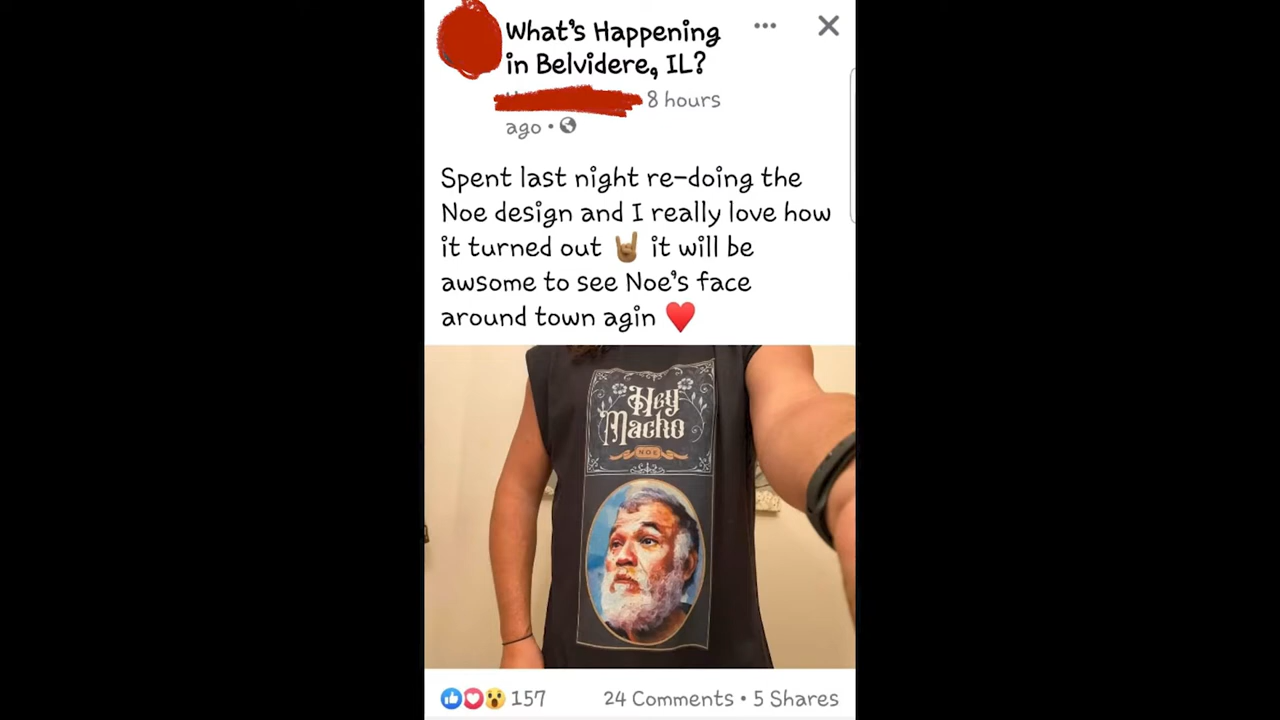 What's Happening
in Belvidere, IL?
8 hours
ago
Spent last night re-doing the
Noe design and I really love how
it turned out 🤘🏾 it will be
awsome to see Noe's face
around town agin ♥️
Hey
Macho
NOE
157 24 Comments • 5 Shares